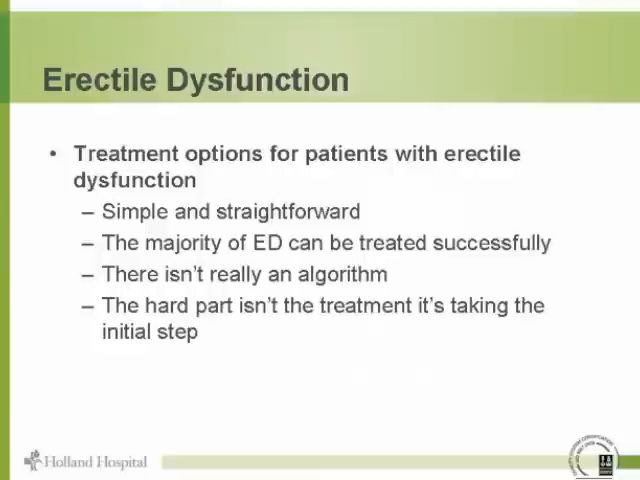 Erectile Dysfunction
• Treatment options for patients with erectile
dysfunction
– Simple and straightforward
– The majority of ED can be treated successfully
– There isn't really an algorithm
– The hard part isn't the treatment it's taking the
initial step
Holland Hospital